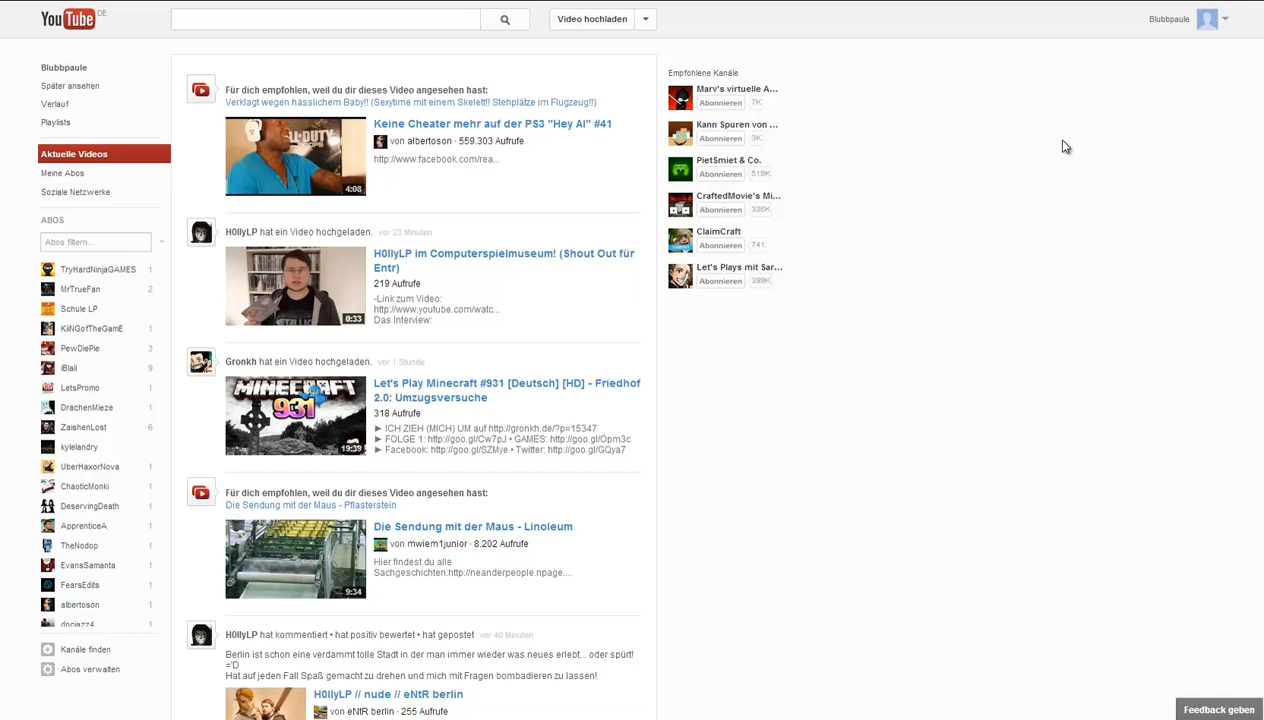 YouTube DE
Video hochladen
Blubbpaule
Blubbpaule
Später ansehen
Verlauf
Playlists
Aktuelle Videos
Meine Abos
Soziale Netzwerke
ABOS
Abos filtern...
TryHardNinjaGAMES 1
MrTrueFan 2
Schule LP
KiiNGofTheGamE 1
PewDiePie 3
iBlali 9
LetsPromo 1
DrachenMieze 1
ZaishenLost 6
kylelandry
UberHaxorNova 1
ChaoticMonki 1
DeservingDeath 1
ApprenticeA 1
TheNodop 1
EvansSamanta 1
FearsEdits 1
albertoson 1
dociazz4 1
Kanäle finden
Abos verwalten
Für dich empfohlen, weil du dir dieses Video angesehen hast:
Verklagt wegen hässlichem Baby!! (Sexytime mit einem Skelett!! Stehplätze im Flugzeug!!)
Keine Cheater mehr auf der PS3 "Hey Al" #41
von albertoson · 559.303 Aufrufe
http://www.facebook.com/rea...
4:08
H0llyLP hat ein Video hochgeladen. vor 23 Minuten
H0llyLP im Computerspielmuseum! (Shout Out für
Entr)
219 Aufrufe
-Link zum Video:
http://www.youtube.com/watc...
Das Interview:
0:33
Gronkh hat ein Video hochgeladen. vor 1 Stunde
MINECRAFT
931
19:39
Let's Play Minecraft #931 [Deutsch] [HD] - Friedhof
2.0: Umzugsversuche
318 Aufrufe
► ICH ZIEH (MICH) UM auf http://gronkh.de/?p=15347
► FOLGE 1: http://goo.gl/Cw7pJ • GAMES: http://goo.gl/Opm3c
► Facebook: http://goo.gl/SZMye • Twitter: http://goo.gl/GQya7
Für dich empfohlen, weil du dir dieses Video angesehen hast:
Die Sendung mit der Maus - Pflasterstein
Die Sendung mit der Maus - Linoleum
von mwiem1junior · 8.202 Aufrufe
Hier findest du alle
Sachgeschichten:http://neanderpeople.npage....
9:34
H0llyLP hat kommentiert • hat positiv bewertet • hat gepostet vor 40 Minuten
Berlin ist schon eine verdammt tolle Stadt in der man immer wieder was neues erlebt... oder spürt!
='D
Hat auf jeden Fall Spaß gemacht zu drehen und mich mit Fragen bombadieren zu lassen!
H0llyLP // nude // eNtR berlin
von eNtR berlin · 255 Aufrufe
Empfohlene Kanäle
Marv's virtuelle A...
Abonnieren 7K
Kann Spuren von ...
Abonnieren 3K
PietSmiet & Co.
Abonnieren 519K
CraftedMovie's Mi...
Abonnieren 336K
ClaimCraft
Abonnieren 741
Let's Plays mit Sar...
Abonnieren 399K
Feedback geben